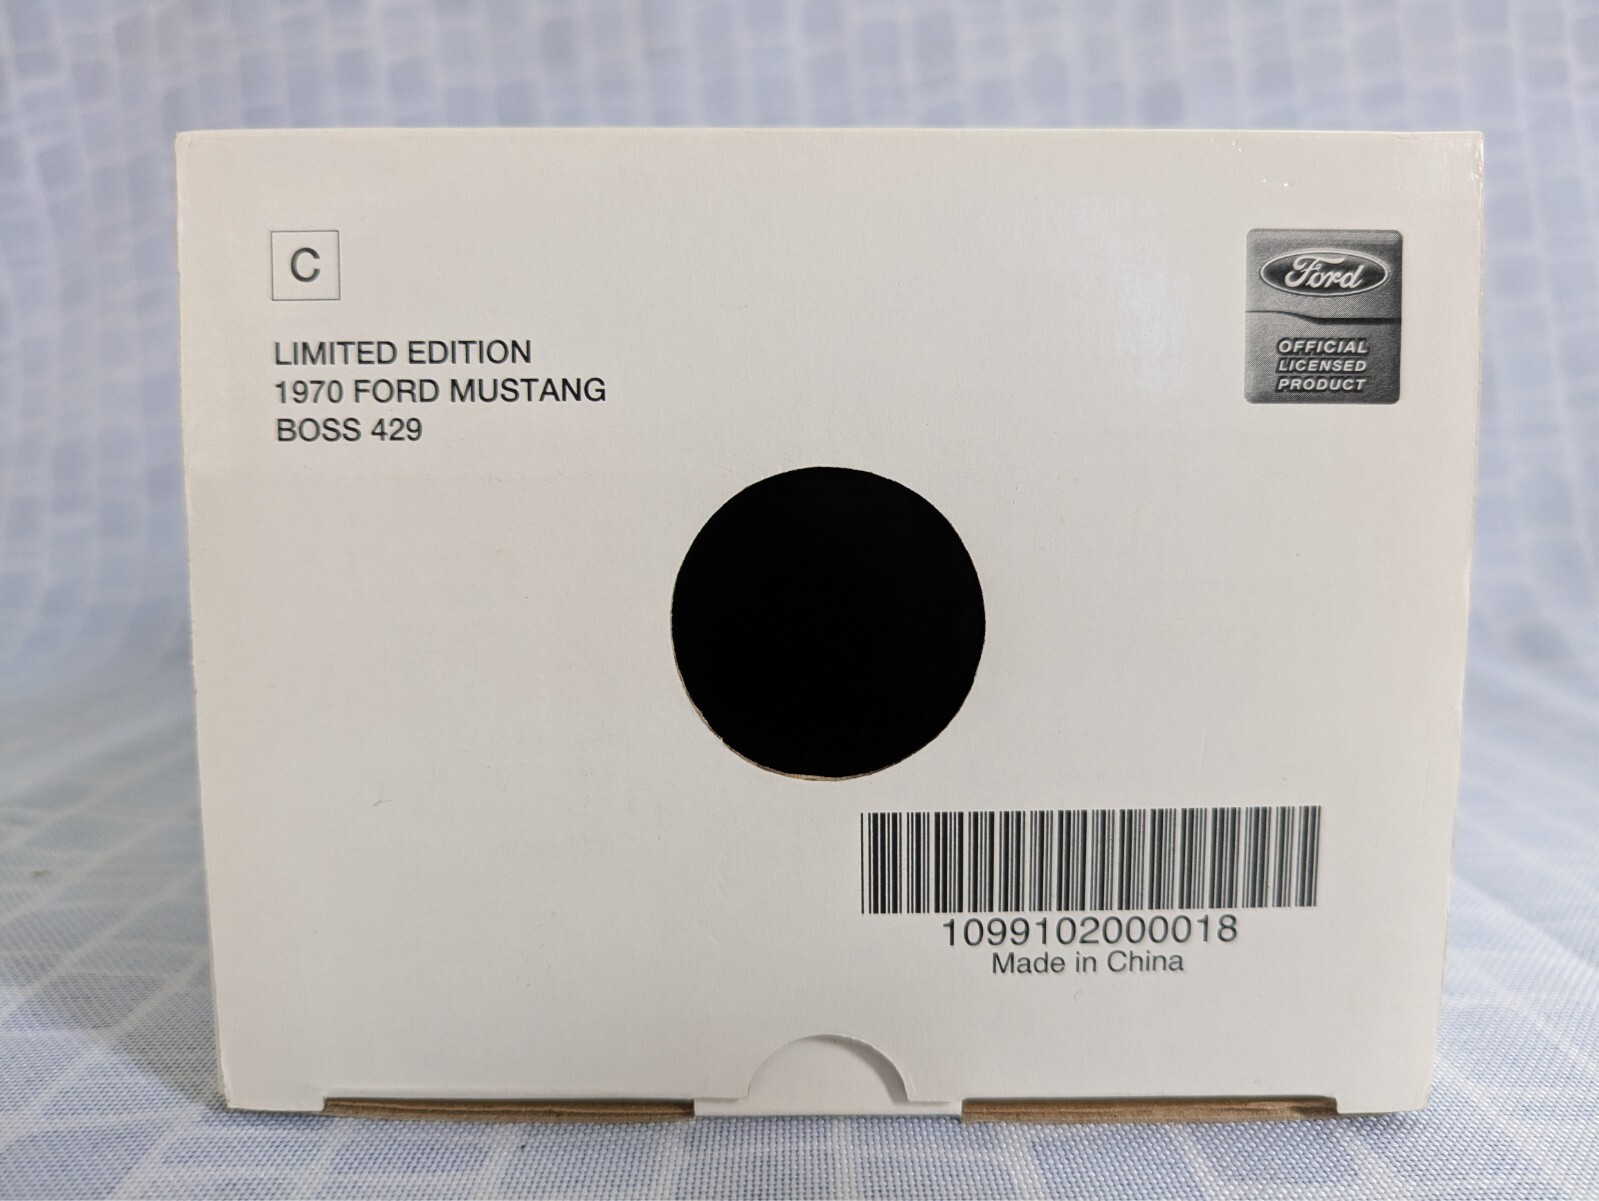 C
LIMITED EDITION
1970 FORD MUSTANG
BOSS 429
Ford
OFFICIAL
LICENSED
PRODUCT
1099102000018
Made in China